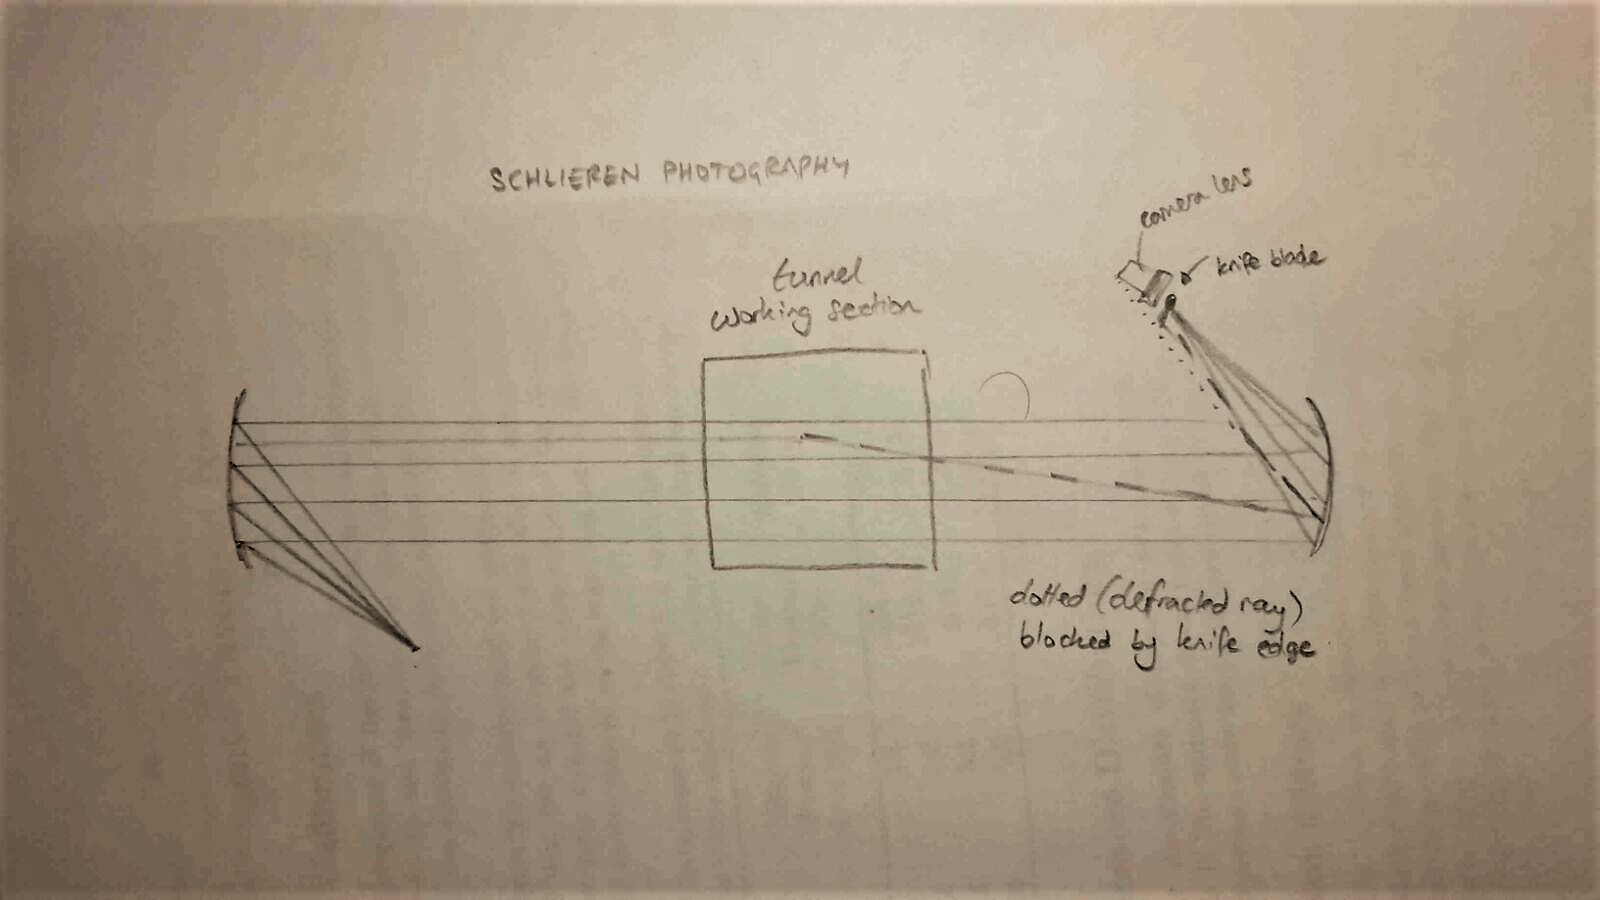 SCHLIEREN PHOTOGRAPHY
camera lens
knife blade
tunnel
working section
dotted (defracted ray)
blocked by knife edge